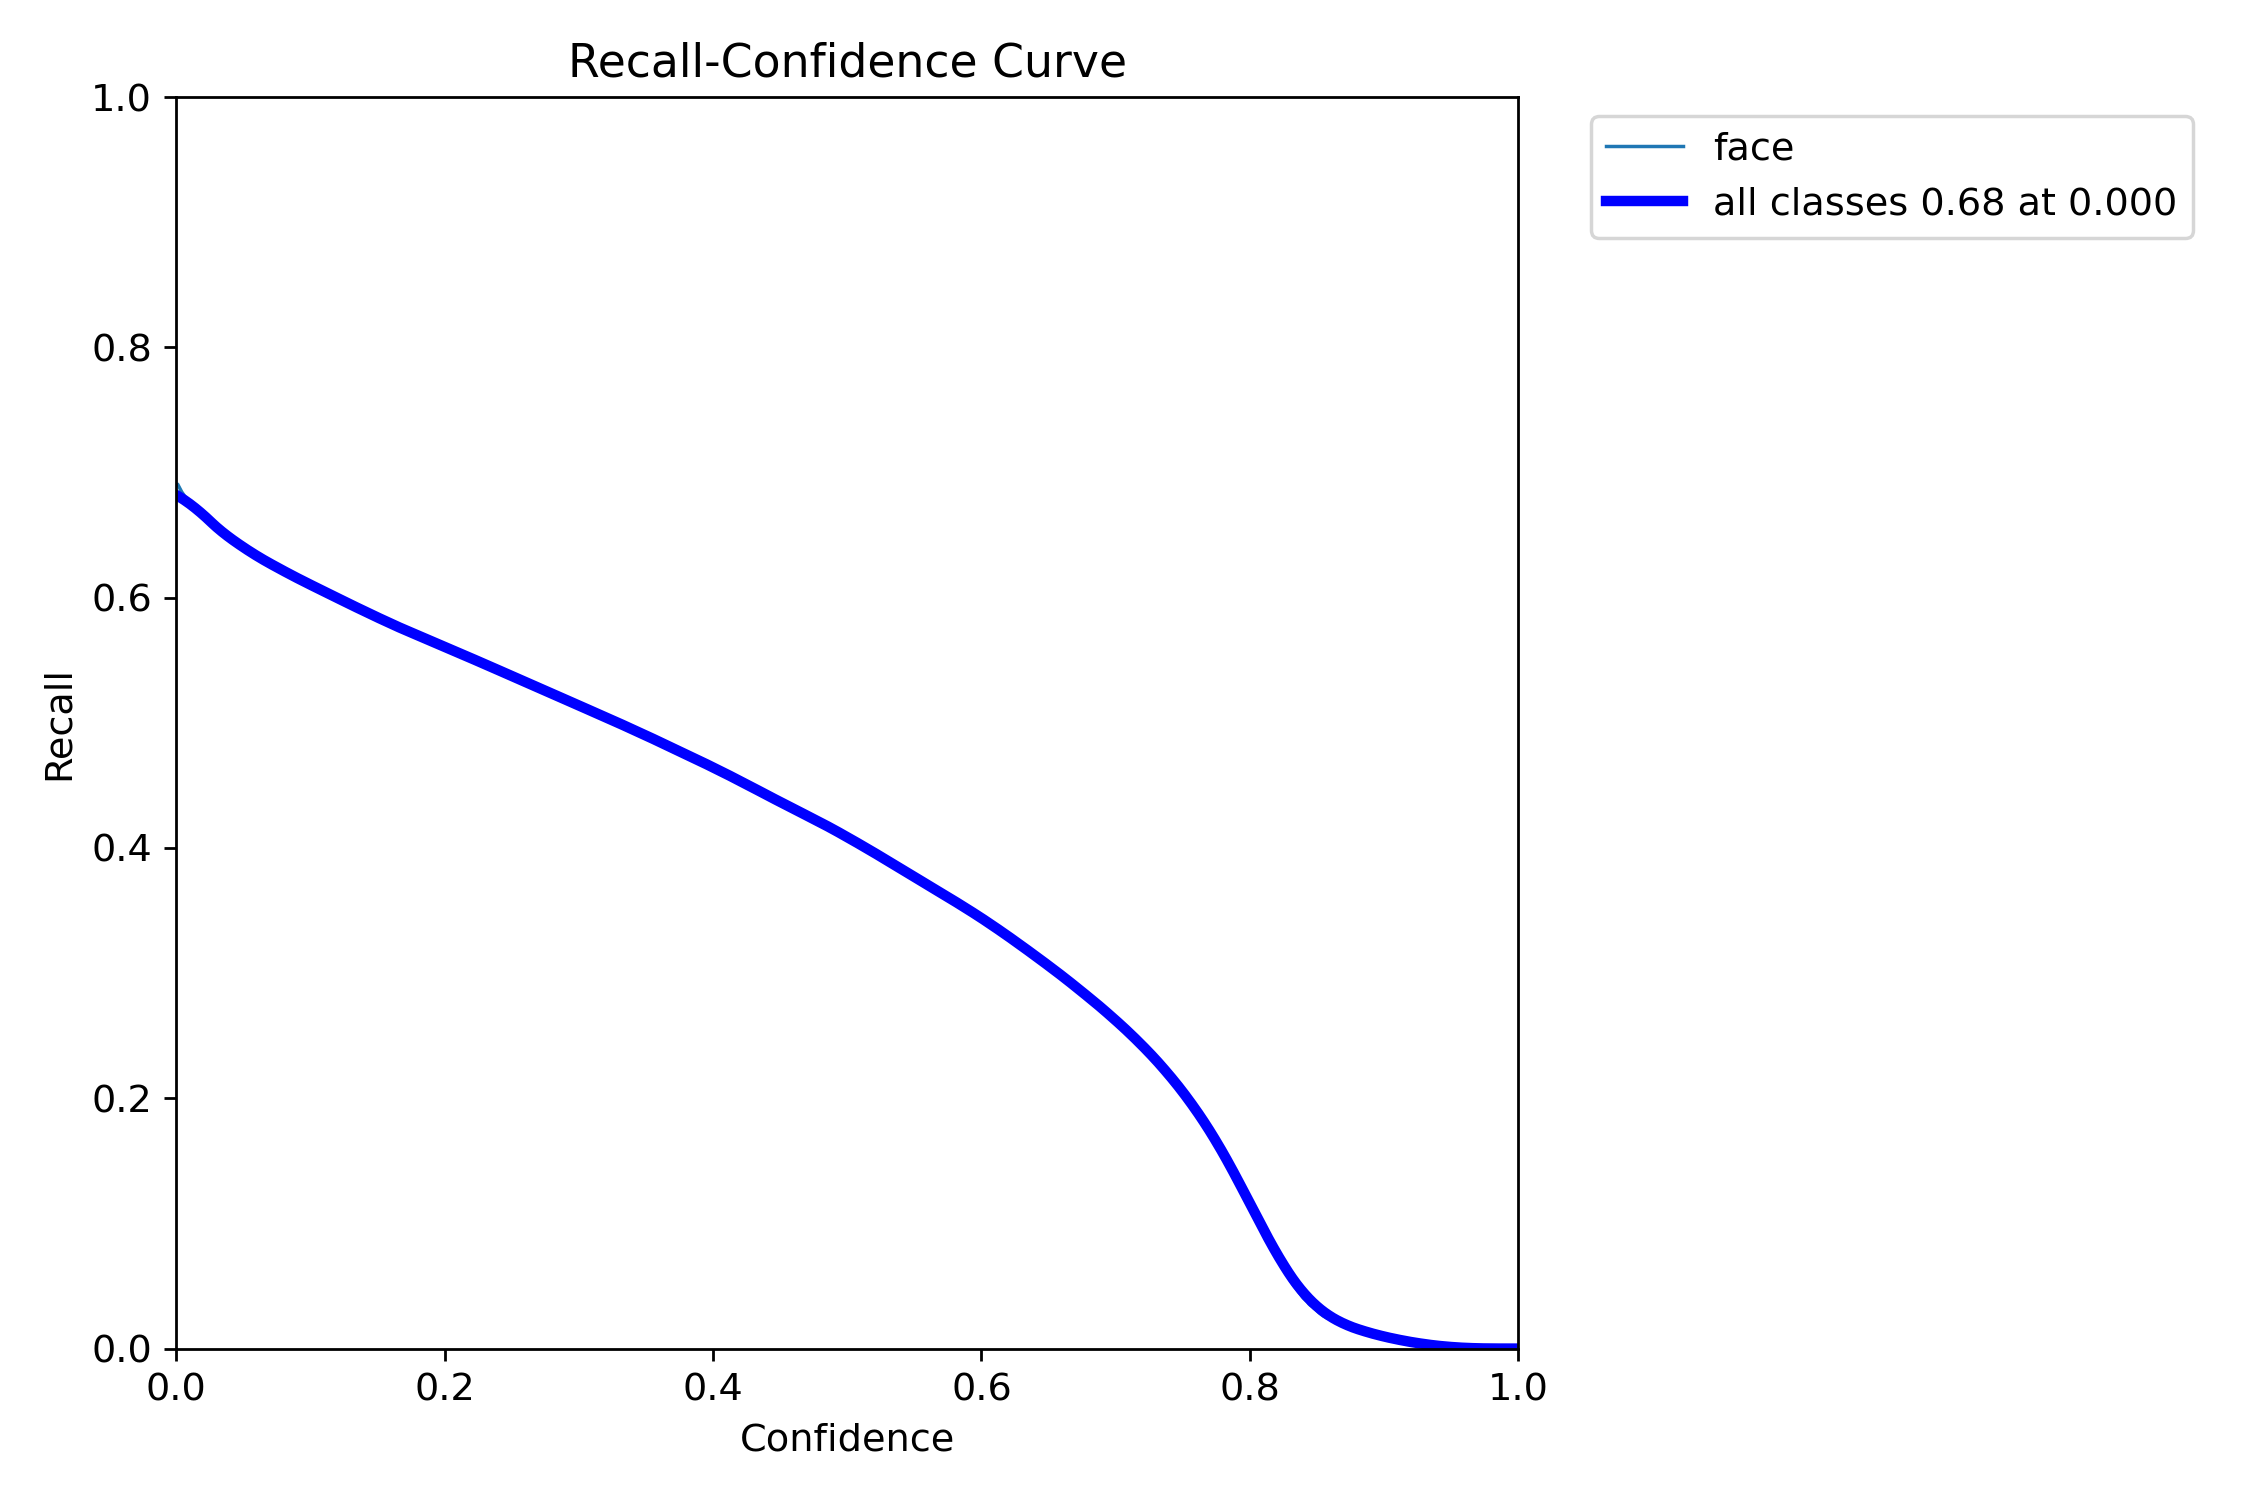 Recall-Confidence Curve
1.0
0.8
0.6
0.4
0.2
0.0
Recall
0.0 0.2 0.4 0.6 0.8 1.0
Confidence
face
all classes 0.68 at 0.000